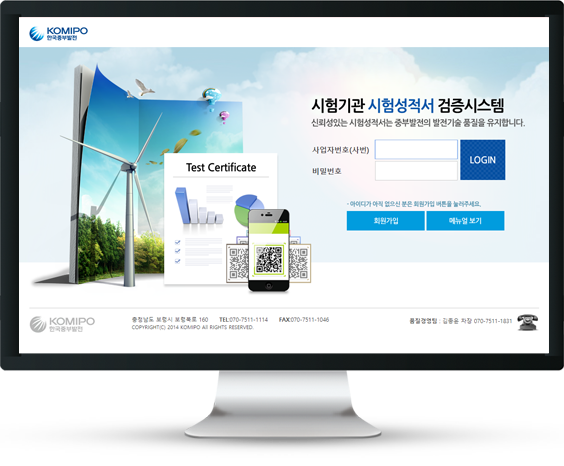 KOMIPO
한국중부발전
시험기관 시험성적서 검증시스템
신뢰성있는 시험성적서는 중부발전의 발전기술 품질을 유지합니다.
Test Certificate
사업자번호(사번)
비밀번호
LOGIN
- 아이디가 아직 없으신 분은 회원가입 버튼을 눌러주세요.
회원가입 메뉴얼 보기
KOMIPO
한국중부발전
충청남도 보령시 보령북로 160 TEL:070-7511-1114 FAX:070-7511-1046
COPYRIGHT(C) 2014 KOMIPO All RIGHTS RESERVED.
품질경영팀 : 김종윤 차장 070-7511-1831